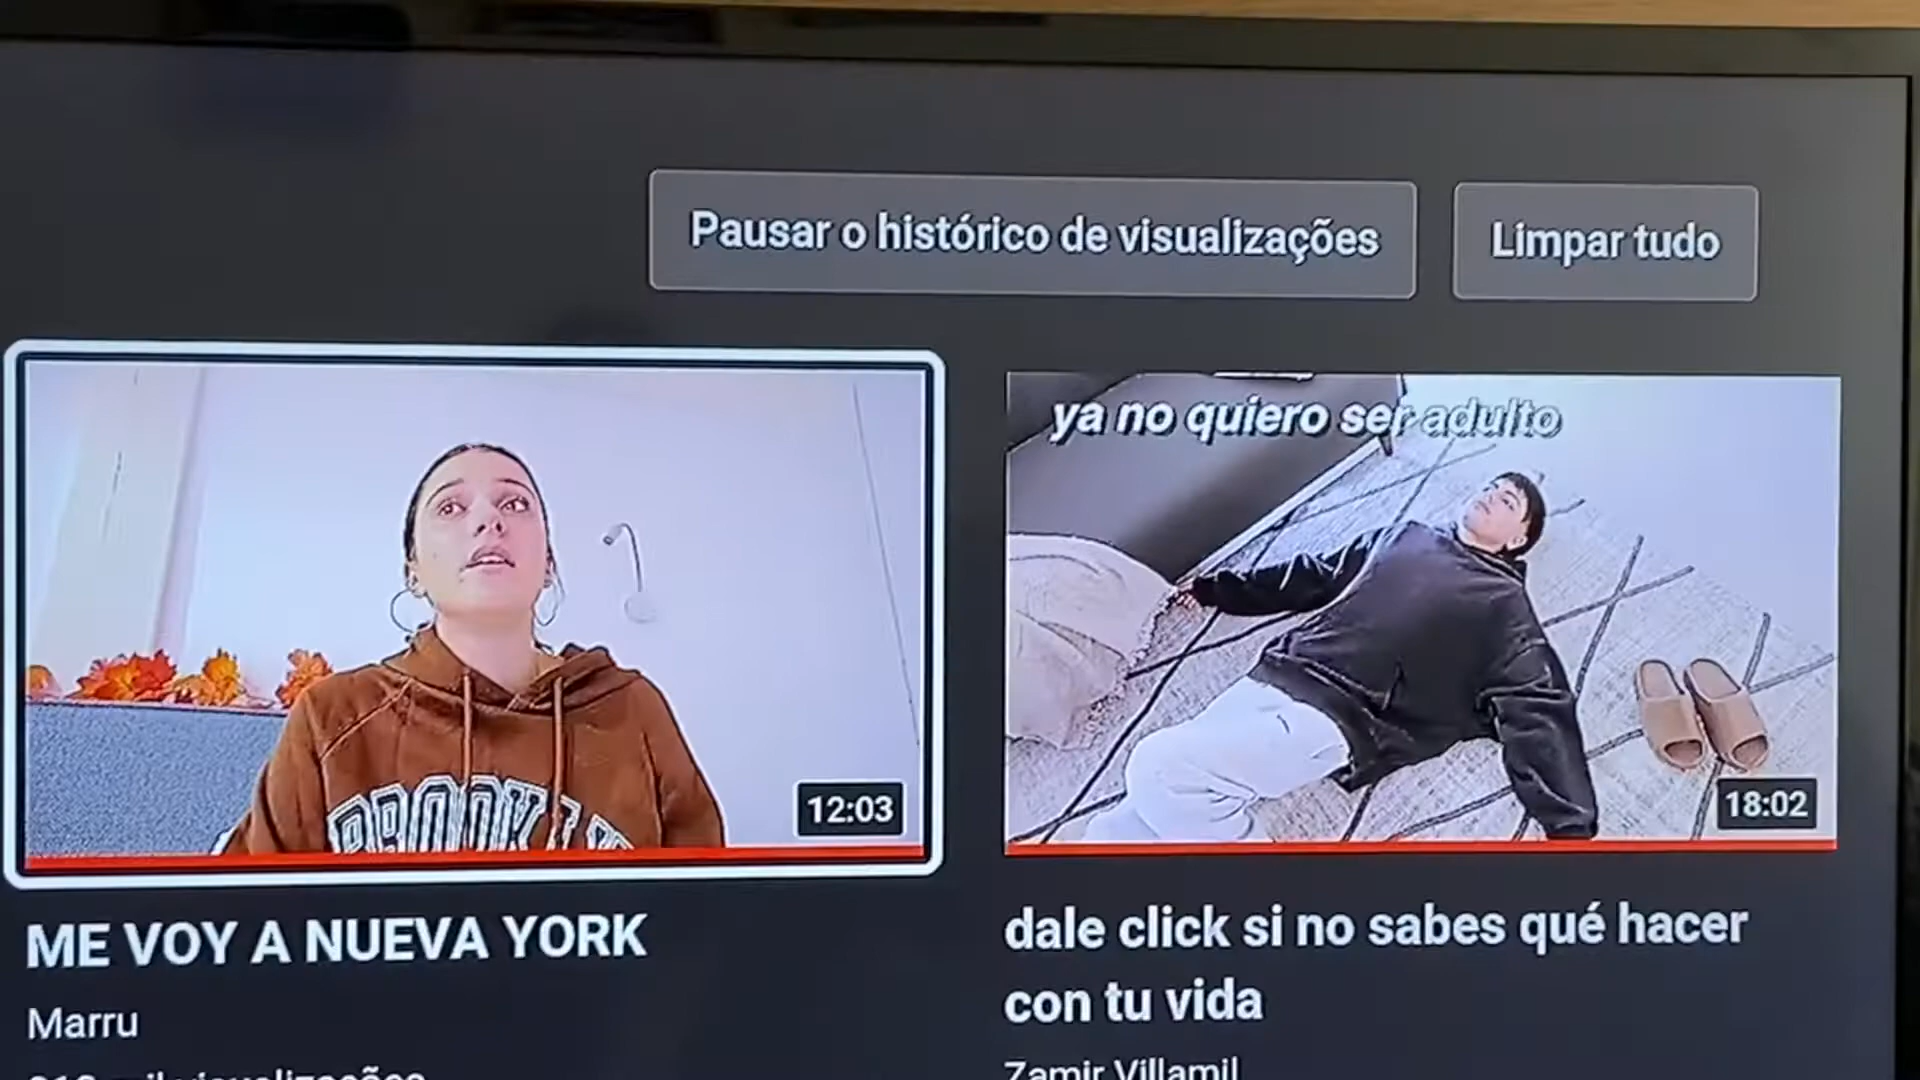 Pausar o histórico de visualizações
Limpar tudo
ya no quiero ser adulto
12:03
18:02
ME VOY A NUEVA YORK
Marru
dale click si no sabes qué hacer
con tu vida
Zamir Villamil